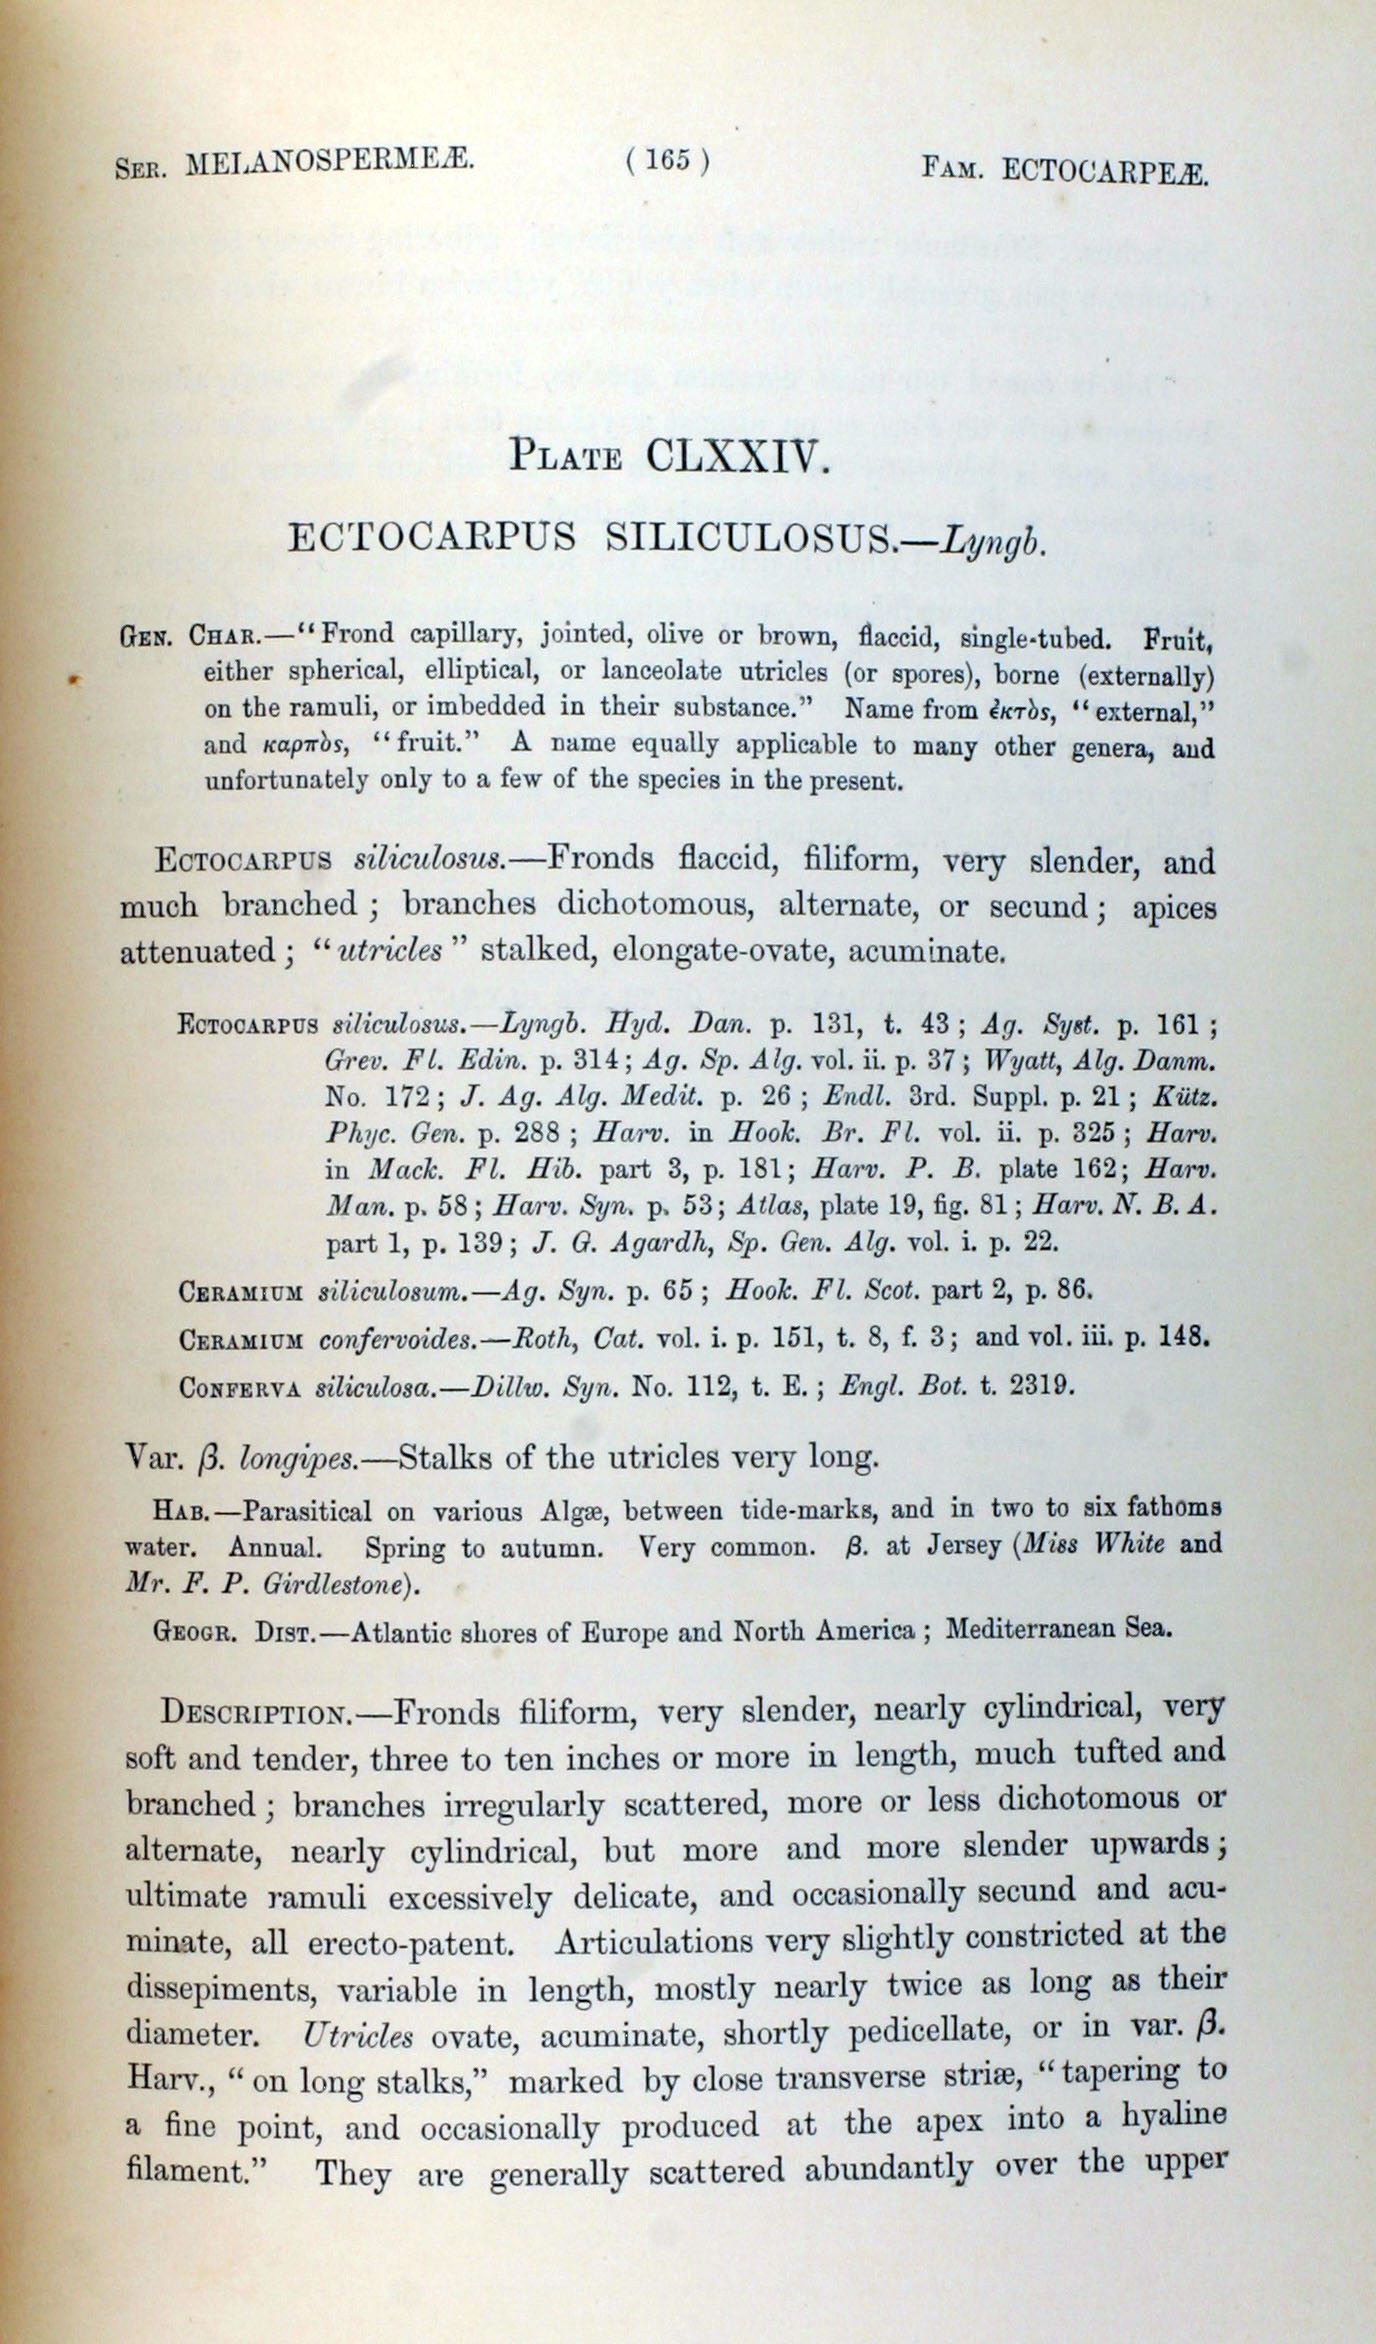 Ser. MELANOSPERMEÆ. ( 165 ) Fam. ECTOCARPEÆ.
Plate CLXXIV.
ECTOCARPUS SILICULOSUS.—Lyngb.
Gen. Char.—“Frond capillary, jointed, olive or brown, flaccid, single-tubed. Fruit,
either spherical, elliptical, or lanceolate utricles (or spores), borne (externally)
on the ramuli, or imbedded in their substance.” Name from ἐκτὸς, “external,”
and καρπὸς, “fruit.” A name equally applicable to many other genera, and
unfortunately only to a few of the species in the present.
Ectocarpus siliculosus.—Fronds flaccid, filiform, very slender, and
much branched ; branches dichotomous, alternate, or secund ; apices
attenuated ; “utricles” stalked, elongate-ovate, acuminate.
Ectocarpus siliculosus.—Lyngb. Hyd. Dan. p. 131, t. 43 ; Ag. Syst. p. 161 ;
Grev. Fl. Edin. p. 314 ; Ag. Sp. Alg. vol. ii. p. 37 ; Wyatt, Alg. Danm.
No. 172 ; J. Ag. Alg. Medit. p. 26 ; Endl. 3rd. Suppl. p. 21 ; Kütz.
Phyc. Gen. p. 288 ; Harv. in Hook. Br. Fl. vol. ii. p. 325 ; Harv.
in Mack. Fl. Hib. part 3, p. 181; Harv. P. B. plate 162; Harv.
Man. p. 58 ; Harv. Syn. p. 53 ; Atlas, plate 19, fig. 81 ; Harv. N. B. A.
part 1, p. 139 ; J. G. Agardh, Sp. Gen. Alg. vol. i. p. 22.
Ceramium siliculosum.—Ag. Syn. p. 65 ; Hook. Fl. Scot. part 2, p. 86.
Ceramium confervoides.—Roth, Cat. vol. i. p. 151, t. 8, f. 3 ; and vol. iii. p. 148.
Conferva siliculosa.—Dillw. Syn. No. 112, t. E. ; Engl. Bot. t. 2319.
Var. β. longipes.—Stalks of the utricles very long.
Hab.—Parasitical on various Algæ, between tide-marks, and in two to six fathoms
water. Annual. Spring to autumn. Very common. β. at Jersey (Miss White and
Mr. F. P. Girdlestone).
Geogr. Dist.—Atlantic shores of Europe and North America ; Mediterranean Sea.
Description.—Fronds filiform, very slender, nearly cylindrical, very
soft and tender, three to ten inches or more in length, much tufted and
branched ; branches irregularly scattered, more or less dichotomous or
alternate, nearly cylindrical, but more and more slender upwards ;
ultimate ramuli excessively delicate, and occasionally secund and acu-
minate, all erecto-patent. Articulations very slightly constricted at the
dissepiments, variable in length, mostly nearly twice as long as their
diameter. Utricles ovate, acuminate, shortly pedicellate, or in var. β.
Harv., “on long stalks,” marked by close transverse striæ, “tapering to
a fine point, and occasionally produced at the apex into a hyaline
filament.” They are generally scattered abundantly over the upper